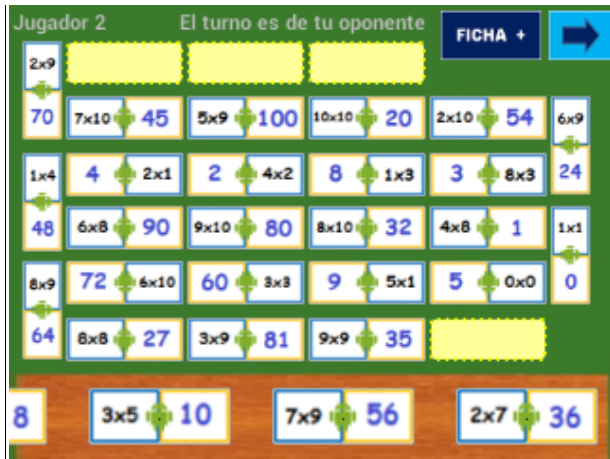 Jugador 2 El turno es de tu oponente FICHA +
2x9
70 7x10 45 5x9 100 10x10 20 2x10 54 6x9
1x4 4 2x1 2 4x2 8 1x3 3 8x3 24
48 6x8 90 9x10 80 8x10 32 4x8 1 1x1
8x9 72 6x10 60 3x3 9 5x1 5 0x0 0
64 8x8 27 3x9 81 9x9 35
8 3x5 10 7x9 56 2x7 36